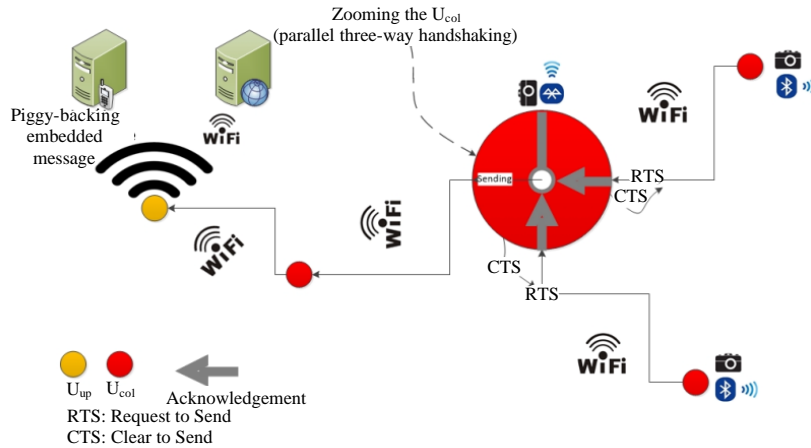 Zooming the Ucol
(parallel three-way handshaking)
Piggy-backing
embedded
message
WiFi
WiFi
WiFi
WiFi
Sending
RTS
CTS
CTS
RTS
WiFi
Uup
Ucol
Acknowledgement
RTS: Request to Send
CTS: Clear to Send